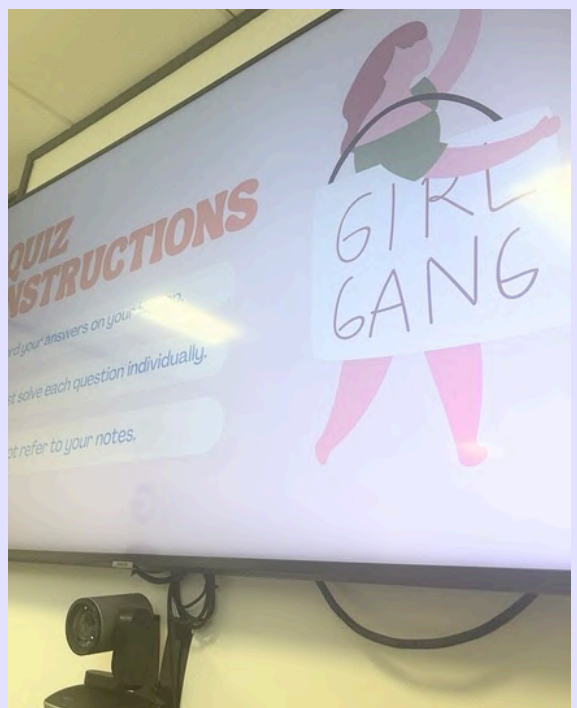 QUIZ
NSTRUCTIONS
rd your answers on your
st solve each question individually.
ot refer to your notes.
GIRL
GANG